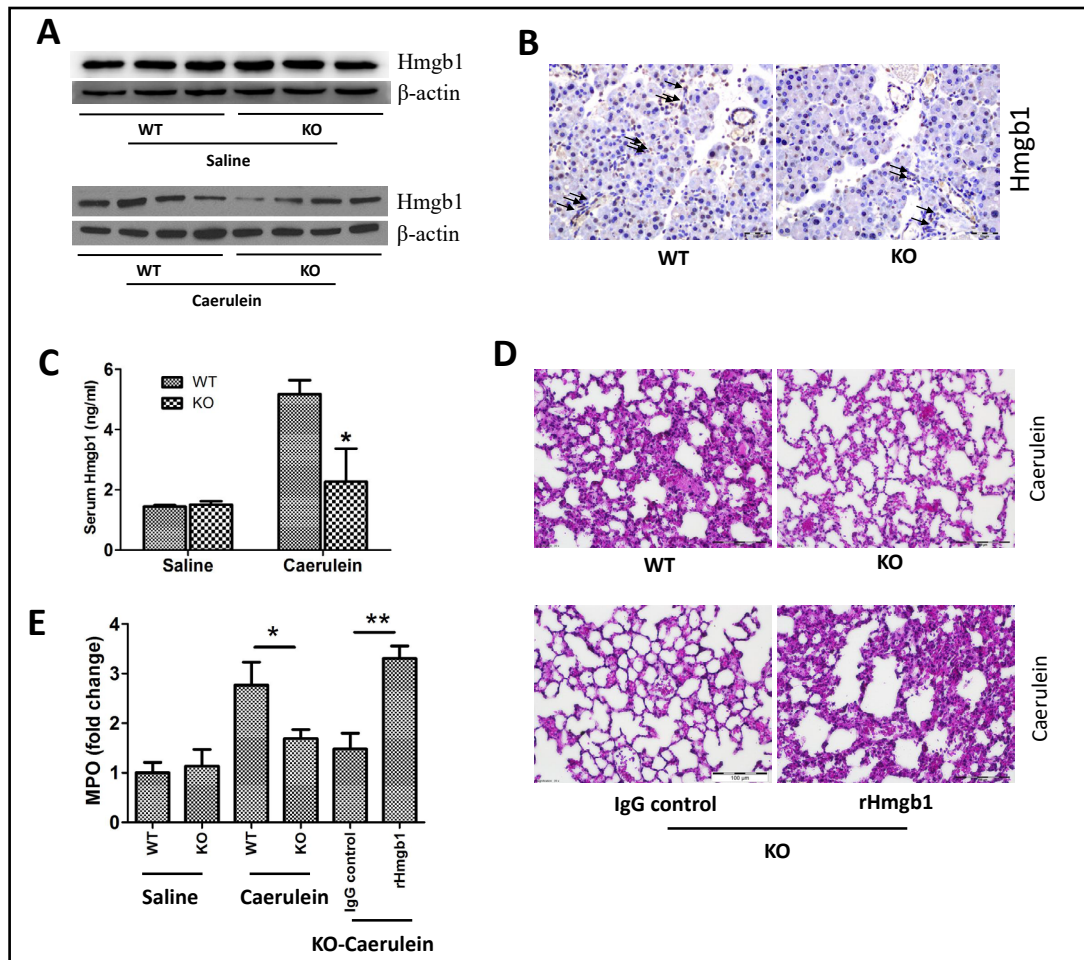 A
Hmgb1
β-actin
WT KO
Saline
Hmgb1
β-actin
WT KO
Caerulein
B
Hmgb1
WT KO
C
Serum Hmgb1 (ng/ml)
6
4
2
0
WT
KO
*
Saline Caerulein
D
Caerulein
WT KO
Caerulein
100 μm
IgG control rHmgb1
KO
E
MPO (fold change)
4
3
2
1
0
* **
WT KO WT KO IgG control rHmgb1
Saline Caerulein
KO-Caerulein